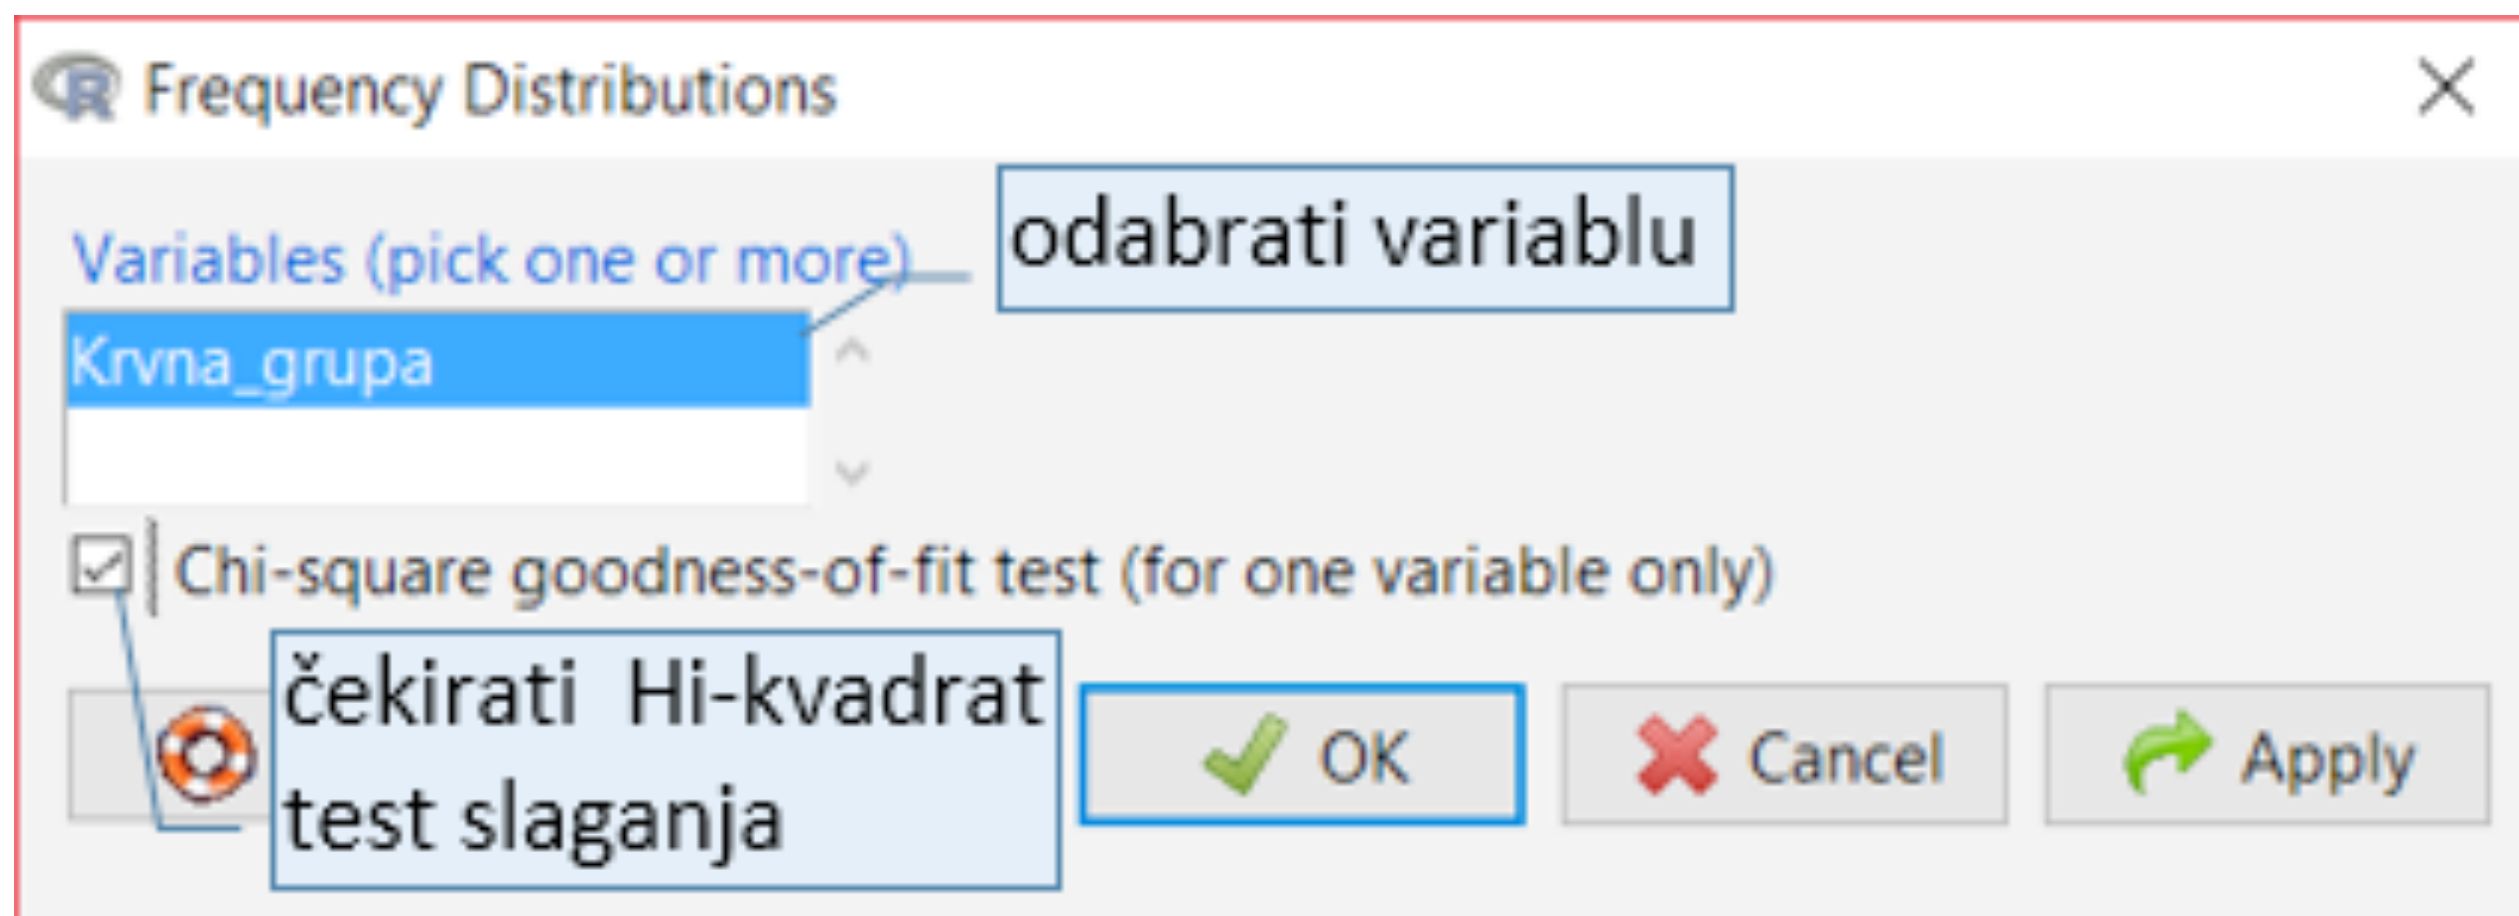 Frequency Distributions
odabrati variablu
Variables (pick one or more)
Krvna_grupa
Chi-square goodness-of-fit test (for one variable only)
čekirati Hi-kvadrat
test slaganja
OK
Cancel
Apply